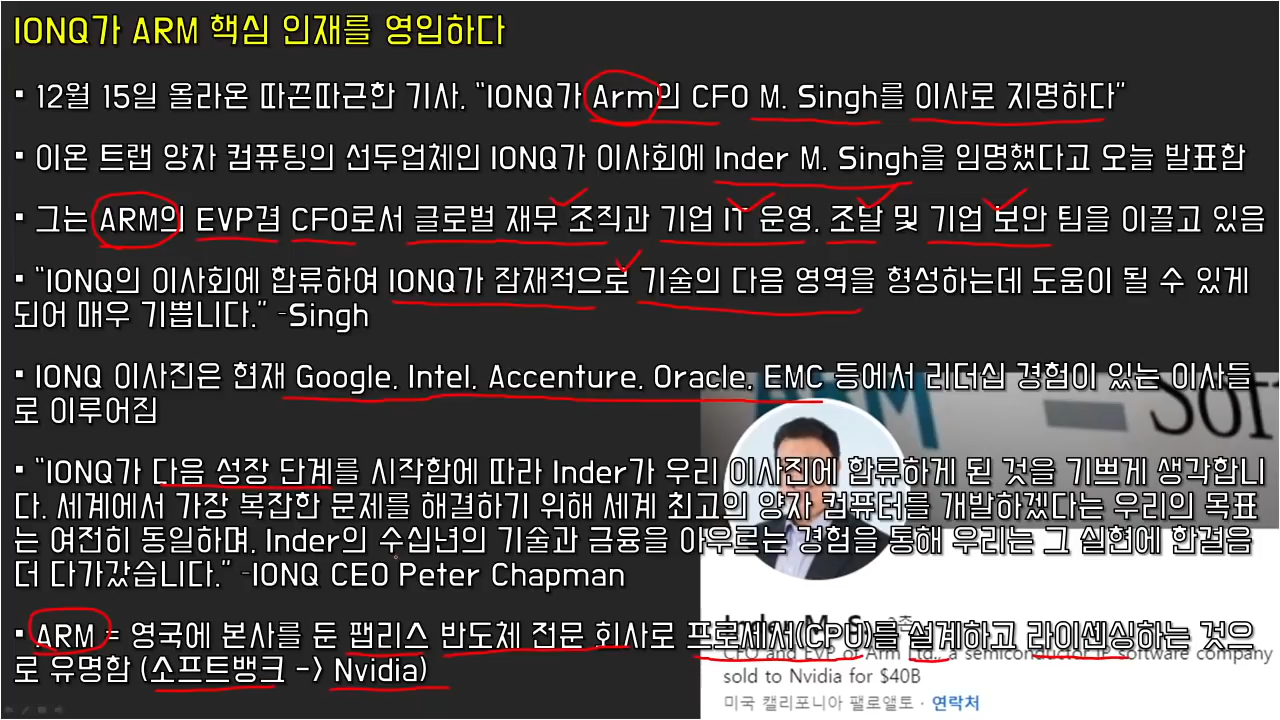 IONQ가 ARM 핵심 인재를 영입하다
▪ 12월 15일 올라온 따끈따근한 기사. "IONQ가 Arm의 CFO M. Singh를 이사로 지명하다"
▪ 이온 트랩 양자 컴퓨팅의 선두업체인 IONQ가 이사회에 Inder M. Singh을 임명했다고 오늘 발표함
▪ 그는 ARM의 EVP겸 CFO로서 글로벌 재무 조직과 기업 IT 운영, 조달 및 기업 보안 팀을 이끌고 있음
▪ "IONQ의 이사회에 합류하여 IONQ가 잠재적으로 기술의 다음 영역을 형성하는데 도움이 될 수 있게
되어 매우 기쁩니다." -Singh
▪ IONQ 이사진은 현재 Google, Intel, Accenture, Oracle, EMC 등에서 리더십 경험이 있는 이사들
로 이루어짐
▪ "IONQ가 다음 성장 단계를 시작함에 따라 Inder가 우리 이사진에 합류하게 된 것을 기쁘게 생각합니
다. 세계에서 가장 복잡한 문제를 해결하기 위해 세계 최고의 양자 컴퓨터를 개발하겠다는 우리의 목표
는 여전히 동일하며, Inder의 수십년의 기술과 금융을 아우르는 경험을 통해 우리는 그 실현에 한걸음
더 다가갔습니다." -IONQ CEO Peter Chapman
▪ ARM = 영국에 본사를 둔 팹리스 반도체 전문 회사로 프로세서(CPU)를 설계하고 라이센싱하는 것으
로 유명함 (소프트뱅크 -> Nvidia)
ARM
Inder M. S
CFO and EVP of Arm Ltd., a semiconductor IP software company
sold to Nvidia for $40B
미국 캘리포니아 팰로앨토 · 연락처